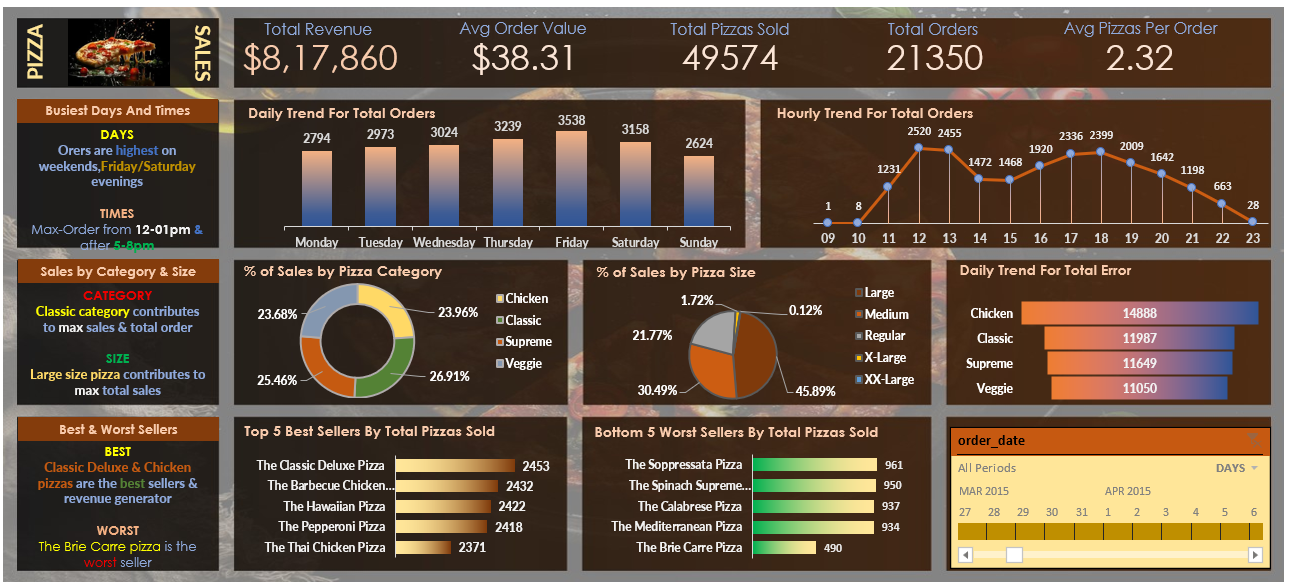 PIZZA
SALES
Total Revenue
$8,17,860
Avg Order Value
$38.31
Total Pizzas Sold
49574
Total Orders
21350
Avg Pizzas Per Order
2.32
Busiest Days And Times
DAYS
Orers are highest on
weekends,Friday/Saturday
evenings
TIMES
Max-Order from 12-01pm &
after 5-8pm
Daily Trend For Total Orders
2794 2973 3024 3239 3538 3158 2624
Monday Tuesday Wednesday Thursday Friday Saturday Sunday
Hourly Trend For Total Orders
1 8 1231 2520 2455 1472 1468 1920 2336 2399 2009 1642 1198 663 28
09 10 11 12 13 14 15 16 17 18 19 20 21 22 23
Sales by Category & Size
CATEGORY
Classic category contributes
to max sales & total order
SIZE
Large size pizza contributes to
max total sales
% of Sales by Pizza Category
23.68%
23.96%
25.46%
26.91%
Chicken
Classic
Supreme
Veggie
% of Sales by Pizza Size
1.72%
0.12%
21.77%
30.49%
45.89%
Large
Medium
Regular
X-Large
XX-Large
Daily Trend For Total Error
Chicken 14888
Classic 11987
Supreme 11649
Veggie 11050
Best & Worst Sellers
BEST
Classic Deluxe & Chicken
pizzas are the best sellers &
revenue generator
WORST
The Brie Carre pizza is the
worst seller
Top 5 Best Sellers By Total Pizzas Sold
The Classic Deluxe Pizza 2453
The Barbecue Chicken... 2432
The Hawaiian Pizza 2422
The Pepperoni Pizza 2418
The Thai Chicken Pizza 2371
Bottom 5 Worst Sellers By Total Pizzas Sold
The Soppressata Pizza 961
The Spinach Supreme... 950
The Calabrese Pizza 937
The Mediterranean Pizza 934
The Brie Carre Pizza 490
order_date
All Periods DAYS
MAR 2015 APR 2015
27 28 29 30 31 1 2 3 4 5 6